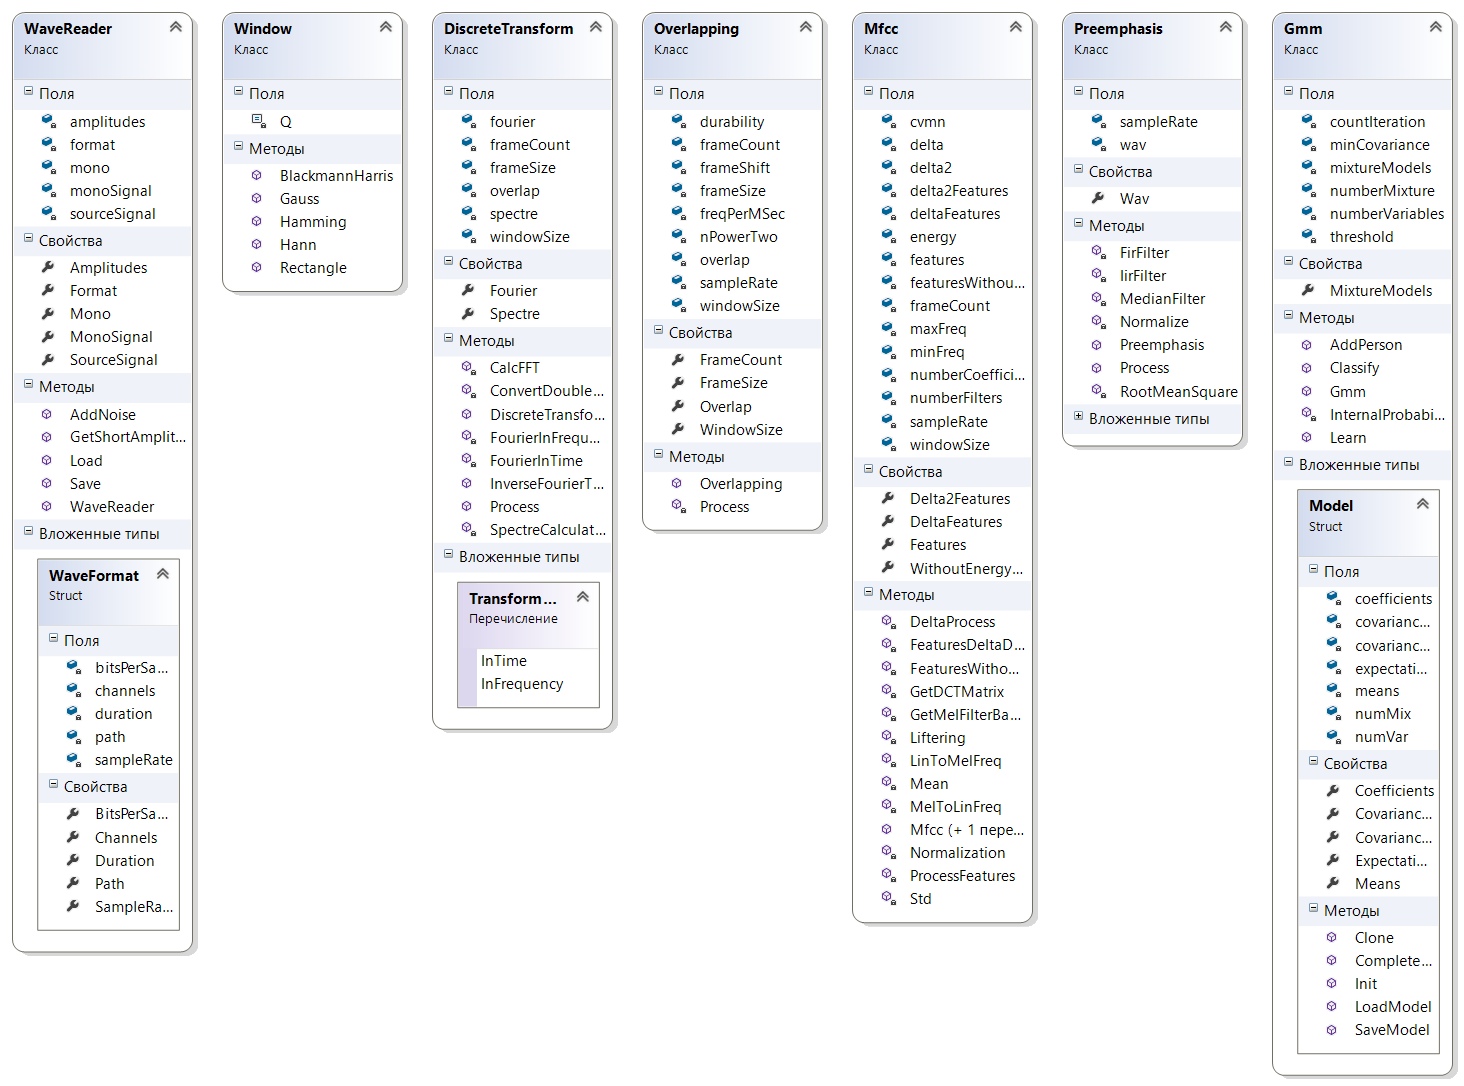 WaveReader
Класс
Поля
amplitudes
format
mono
monoSignal
sourceSignal
Свойства
Amplitudes
Format
Mono
MonoSignal
SourceSignal
Методы
AddNoise
GetShortAmplit...
Load
Save
WaveReader
Вложенные типы
WaveFormat
Struct
Поля
bitsPerSa...
channels
duration
path
sampleRate
Свойства
BitsPerSa...
Channels
Duration
Path
SampleRa...
Window
Класс
Поля
Q
Методы
BlackmannHarris
Gauss
Hamming
Hann
Rectangle
DiscreteTransform
Класс
Поля
fourier
frameCount
frameSize
overlap
spectre
windowSize
Свойства
Fourier
Spectre
Методы
CalcFFT
ConvertDouble...
DiscreteTransfo...
FourierInFrequ...
FourierInTime
InverseFourierT...
Process
SpectreCalculat...
Вложенные типы
Transform...
Перечисление
InTime
InFrequency
Overlapping
Класс
Поля
durability
frameCount
frameShift
frameSize
freqPerMSec
nPowerTwo
overlap
sampleRate
windowSize
Свойства
FrameCount
FrameSize
Overlap
WindowSize
Методы
Overlapping
Process
Mfcc
Класс
Поля
cvmn
delta
delta2
delta2Features
deltaFeatures
energy
features
featuresWithou...
frameCount
maxFreq
minFreq
numberCoeffici...
numberFilters
sampleRate
windowSize
Свойства
Delta2Features
DeltaFeatures
Features
WithoutEnergy...
Методы
DeltaProcess
FeaturesDeltaD...
FeaturesWitho...
GetDCTMatrix
GetMelFilterBa...
Liftering
LinToMelFreq
Mean
MelToLinFreq
Mfcc (+ 1 пере...
Normalization
ProcessFeatures
Std
Preemphasis
Класс
Поля
sampleRate
wav
Свойства
Wav
Методы
FirFilter
IirFilter
MedianFilter
Normalize
Preemphasis
Process
RootMeanSquare
Вложенные типы
Gmm
Класс
Поля
countIteration
minCovariance
mixtureModels
numberMixture
numberVariables
threshold
Свойства
MixtureModels
Методы
AddPerson
Classify
Gmm
InternalProbabi...
Learn
Вложенные типы
Model
Struct
Поля
coefficients
covarianc...
covarianc...
expectati...
means
numMix
numVar
Свойства
Coefficients
Covarianc...
Covarianc...
Expectati...
Means
Методы
Clone
Complete...
Init
LoadModel
SaveModel